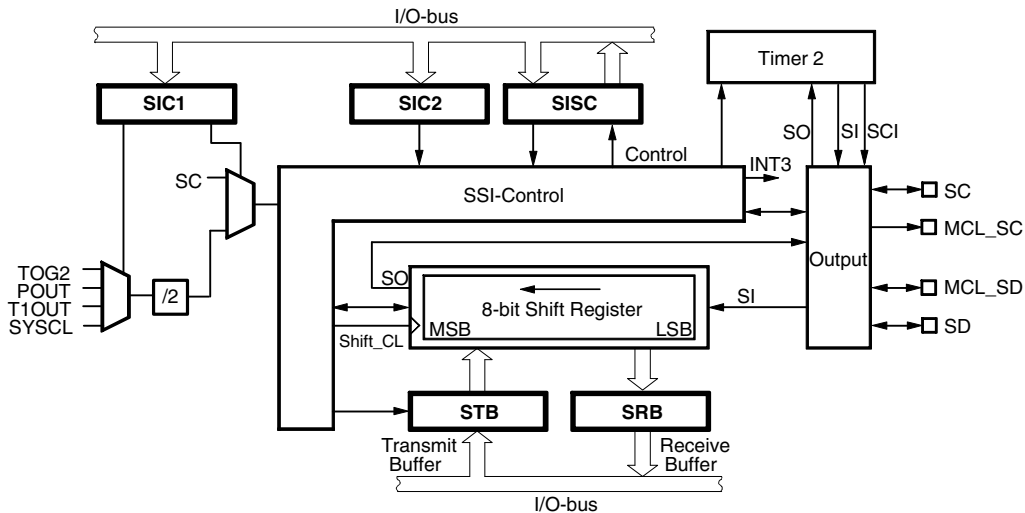 I/O-bus
Timer 2
SIC1
SIC2
SISC
SO
SI
SCI
Control
INT3
SC
SSI-Control
SC
MCL_SC
Output
TOG2
POUT
T1OUT
SYSCL
/2
SO
8-bit Shift Register
MSB
LSB
SI
MCL_SD
SD
Shift_CL
STB
SRB
Transmit
Buffer
Receive
Buffer
I/O-bus